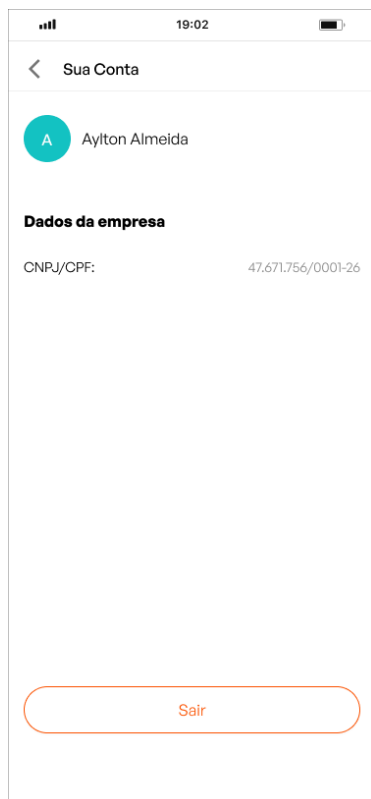 19:02
Sua Conta
A
Aylton Almeida
Dados da empresa
CNPJ/CPF: 47.671.756/0001-26
Sair